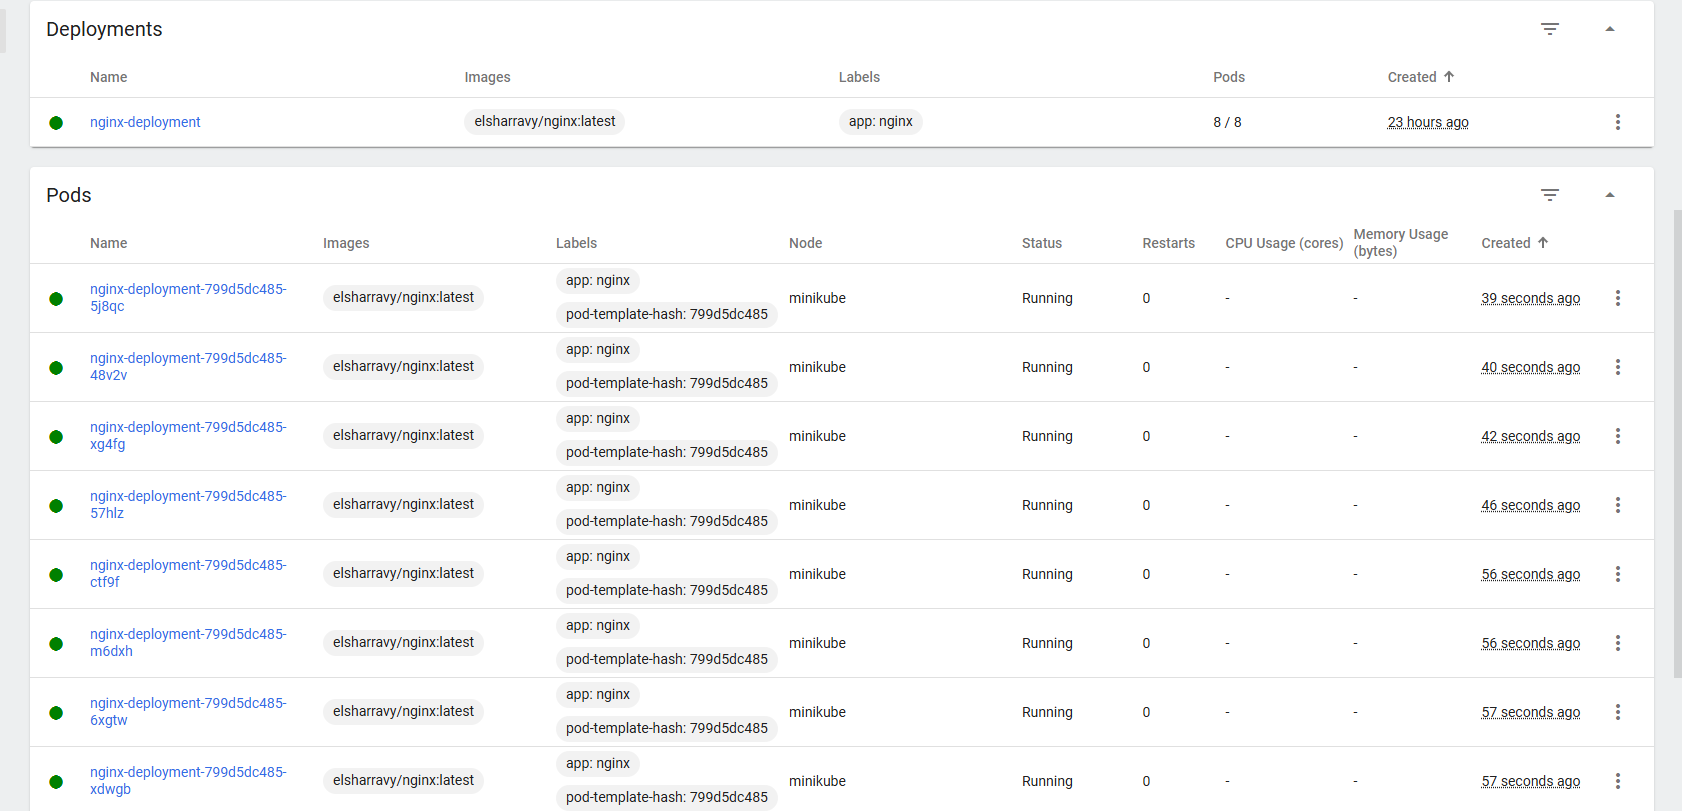 Deployments
Name Images Labels Pods Created
nginx-deployment elsharravy/nginx:latest app: nginx 8 / 8 23 hours ago
Pods
Name Images Labels Node Status Restarts CPU Usage (cores) Memory Usage (bytes) Created
nginx-deployment-799d5dc485-5j8qc elsharravy/nginx:latest app: nginx pod-template-hash: 799d5dc485 minikube Running 0 - - 39 seconds ago
nginx-deployment-799d5dc485-48v2v elsharravy/nginx:latest app: nginx pod-template-hash: 799d5dc485 minikube Running 0 - - 40 seconds ago
nginx-deployment-799d5dc485-xg4fg elsharravy/nginx:latest app: nginx pod-template-hash: 799d5dc485 minikube Running 0 - - 42 seconds ago
nginx-deployment-799d5dc485-57hlz elsharravy/nginx:latest app: nginx pod-template-hash: 799d5dc485 minikube Running 0 - - 46 seconds ago
nginx-deployment-799d5dc485-ctf9f elsharravy/nginx:latest app: nginx pod-template-hash: 799d5dc485 minikube Running 0 - - 56 seconds ago
nginx-deployment-799d5dc485-m6dxh elsharravy/nginx:latest app: nginx pod-template-hash: 799d5dc485 minikube Running 0 - - 56 seconds ago
nginx-deployment-799d5dc485-6xgtw elsharravy/nginx:latest app: nginx pod-template-hash: 799d5dc485 minikube Running 0 - - 57 seconds ago
nginx-deployment-799d5dc485-xdwgb elsharravy/nginx:latest app: nginx pod-template-hash: 799d5dc485 minikube Running 0 - - 57 seconds ago